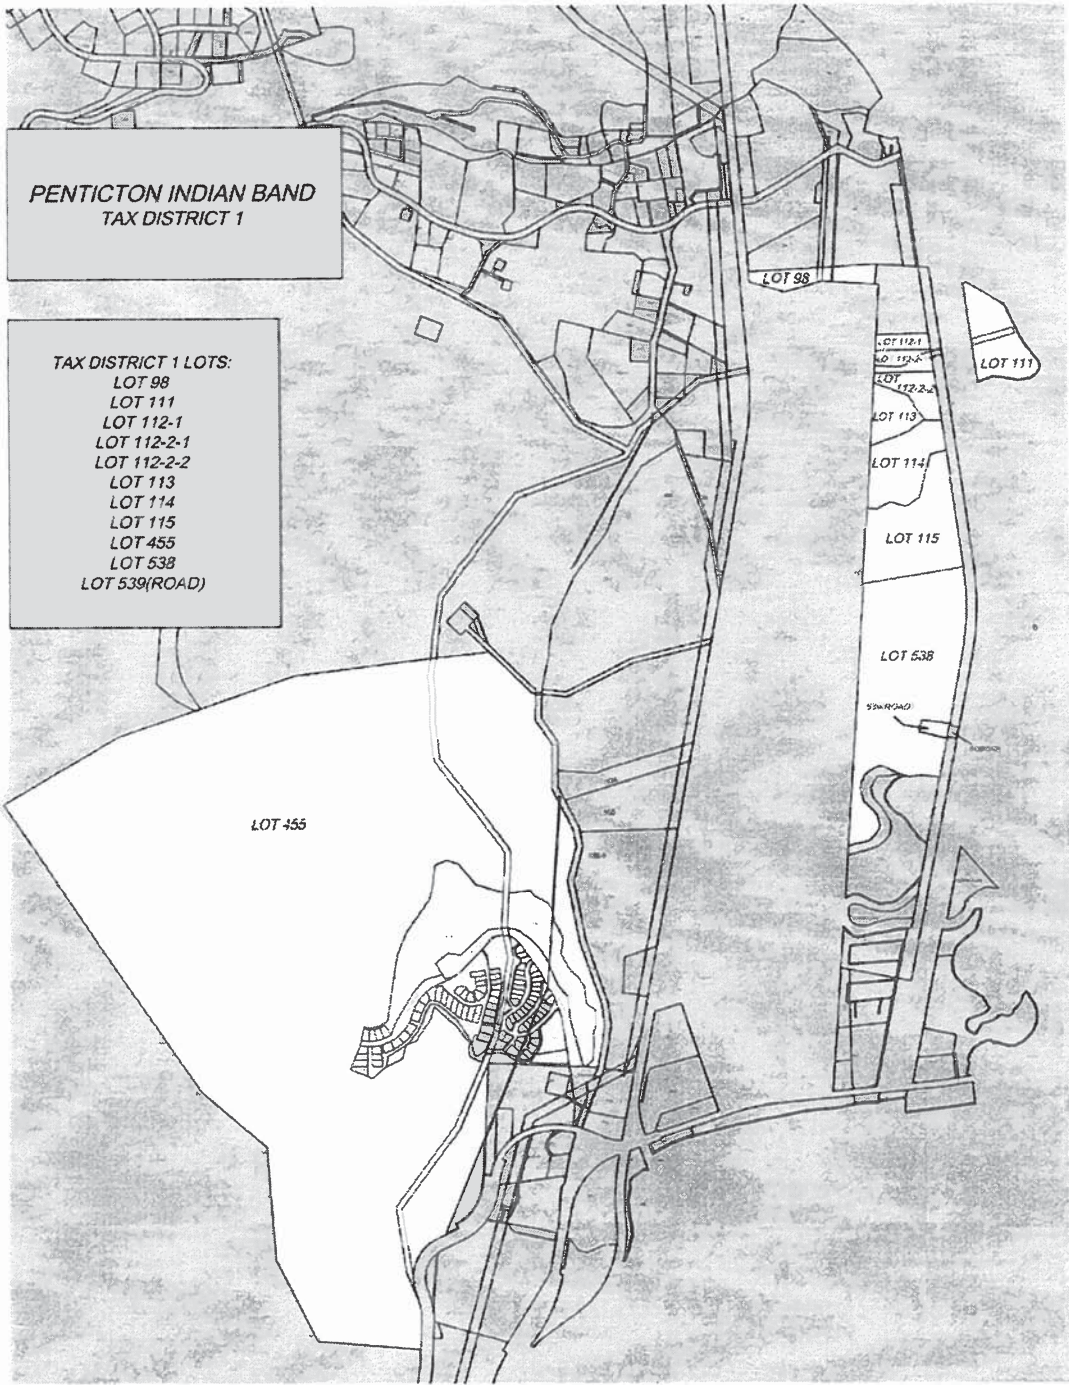 PENTICTON INDIAN BAND
TAX DISTRICT 1
TAX DISTRICT 1 LOTS:
LOT 98
LOT 111
LOT 112-1
LOT 112-2-1
LOT 112-2-2
LOT 113
LOT 114
LOT 115
LOT 455
LOT 538
LOT 539(ROAD)
LOT 98
LOT 111
LOT 112-1
LOT
112-2-2
LOT 113
LOT 114
LOT 115
LOT 538
LOT 455